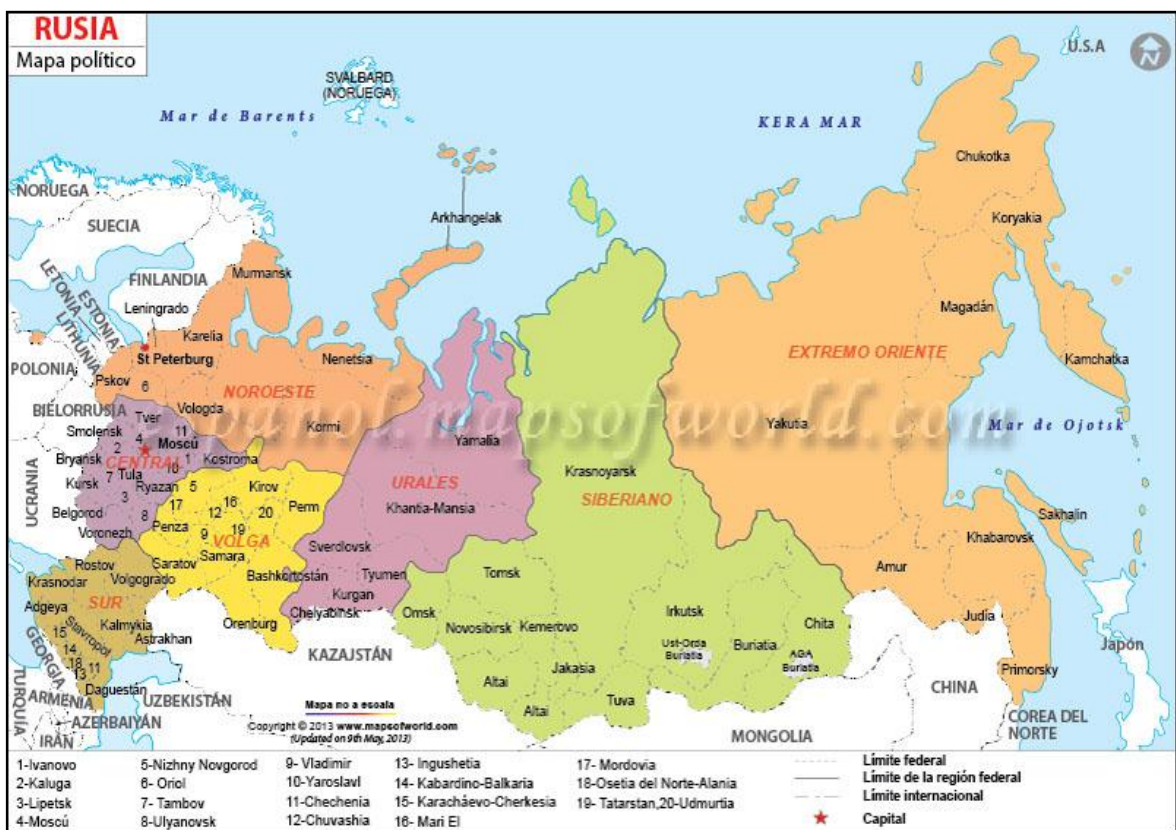 RUSIA
Mapa político
SVALBARD
(NORUEGA)
Mar de Barents
KERA MAR
U.S.A
Chukotka
Koryakia
Arkhangelak
NORUEGA
SUECIA
FINLANDIA
Murmansk
LETONIA
ESTONIA
LITHUNIA
Leningrado
Karelia
St Peterburg
Nenetsia
Magadán
Kamchatka
EXTREMO ORIENTE
POLONIA
Pskov
6
NOROESTE
Vologda
Kormi
Yamalia
Yakutia
Mar de Ojotsk
espanol.mapsofworld.com
BIELORRUSIA
Tver
Smolensk
4
11
Moscú
2
Bryansk
CENTRAL
10
1
Kostroma
Kursk
7
Tula
3
Ryazan
5
Kirov
UCRANIA
Belgorod
8
Voronezh
17
16
12
20
Perm
Penza
9
19
VOLGA
Samara
Saratov
URALES
Khantia-Mansia
Krasnoyarsk
SIBERIANO
Sakhalin
Khabarovsk
Sverdlovsk
Tyumen
Bashkortostán
Kurgan
Chelyabinsk
Orenburg
Rostov
Krasnodar
Volgogrado
SUR
Adgeya
Kalmykia
Stavropol
Astrakhan
15
14
18
13
11
Daguestán
GEORGIA
ARMENIA
AZERBAIYÁN
TURQUÍA
IRÁN
UZBEKISTÁN
KAZAJSTÁN
Omsk
Tomsk
Novosibirsk
Kemerovo
Altai
Jakasia
Altai
Tuva
Irkutsk
Ust-Orda
Buriatia
Buriatia
Chita
AGA
Buriatia
Amur
Judia
Primorsky
Japón
CHINA
COREA DEL
NORTE
MONGOLIA
Mapa no a escala
Copyright © 2013 www.mapsofworld.com
(Updated on 9th May, 2013)
1-Ivanovo
2-Kaluga
3-Lipetsk
4-Moscú
5-Nizhny Novgorod
6- Oriol
7- Tambov
8-Ulyanovsk
9- Vladimir
10-Yaroslavl
11-Chechenia
12-Chuvashia
13- Ingushetia
14- Kabardino-Balkaria
15- Karacháevo-Cherkesia
16- Mari El
17- Mordovia
18-Osetia del Norte-Alania
19- Tatarstan,20-Udmurtia
Límite federal
Límite de la región federal
Límite internacional
Capital